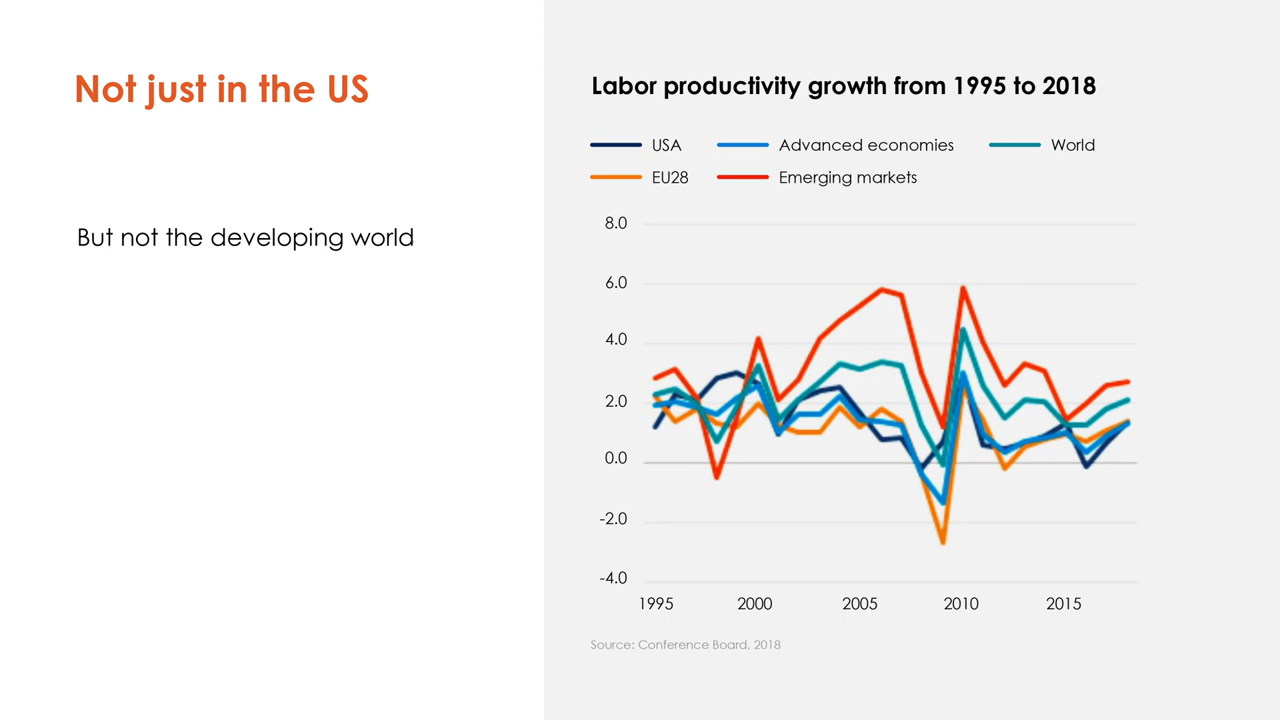 Not just in the US
But not the developing world
Labor productivity growth from 1995 to 2018
USA
Advanced economies
World
EU28
Emerging markets
8.0
6.0
4.0
2.0
0.0
-2.0
-4.0
1995 2000 2005 2010 2015
Source: Conference Board, 2018